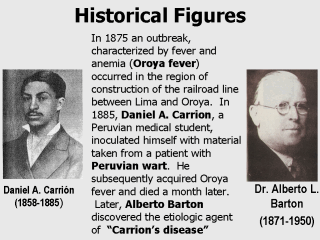 Historical Figures
In 1875 an outbreak,
characterized by fever and
anemia (Oroya fever)
occurred in the region of
construction of the railroad line
between Lima and Oroya. In
1885, Daniel A. Carrion, a
Peruvian medical student,
inoculated himself with material
taken from a patient with
Peruvian wart. He
subsequently acquired Oroya
fever and died a month later.
Later, Alberto Barton
discovered the etiologic agent
of "Carrion's disease"
Daniel A. Carrión
(1858-1885)
Dr. Alberto L.
Barton
(1871-1950)